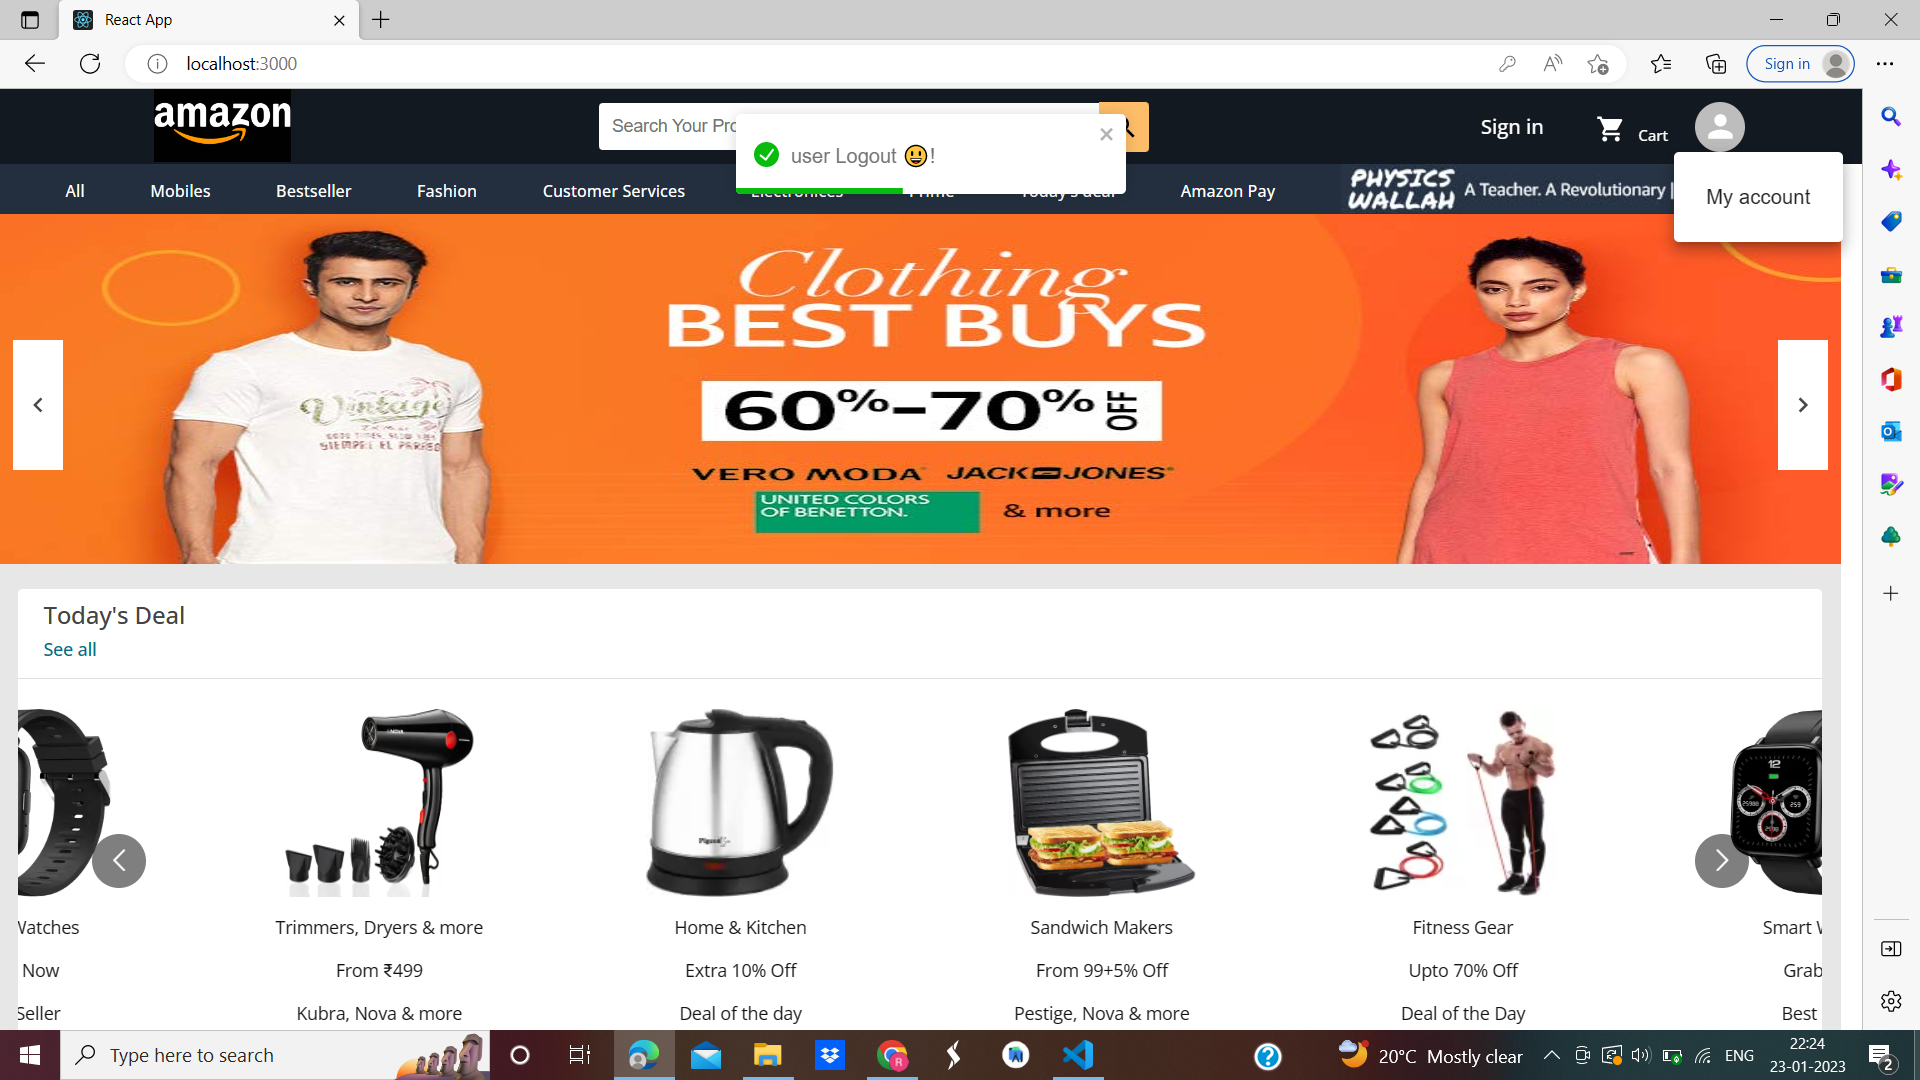 React App
localhost:3000
Sign in
amazon
Search Your Pro
user Logout 😃!
Sign in
Cart
All
Mobiles
Bestseller
Fashion
Customer Services
Electronices
Prime
Today's deal
Amazon Pay
PHYSICS
WALLAH
A Teacher. A Revolutionary |
My account
Clothing
BEST BUYS
60%-70% OFF
VERO MODA
JACK JONES
UNITED COLORS
OF BENETTON.
& more
Vintage
SIEMPRE EL PARAISO
Today's Deal
See all
Watches
Trimmers, Dryers & more
Home & Kitchen
Sandwich Makers
Fitness Gear
Smart
Now
From ₹499
Extra 10% Off
From 99+5% Off
Upto 70% Off
Grab
Seller
Kubra, Nova & more
Deal of the day
Pestige, Nova & more
Deal of the Day
Best
Type here to search
20°C Mostly clear
ENG
22:24
23-01-2023
2